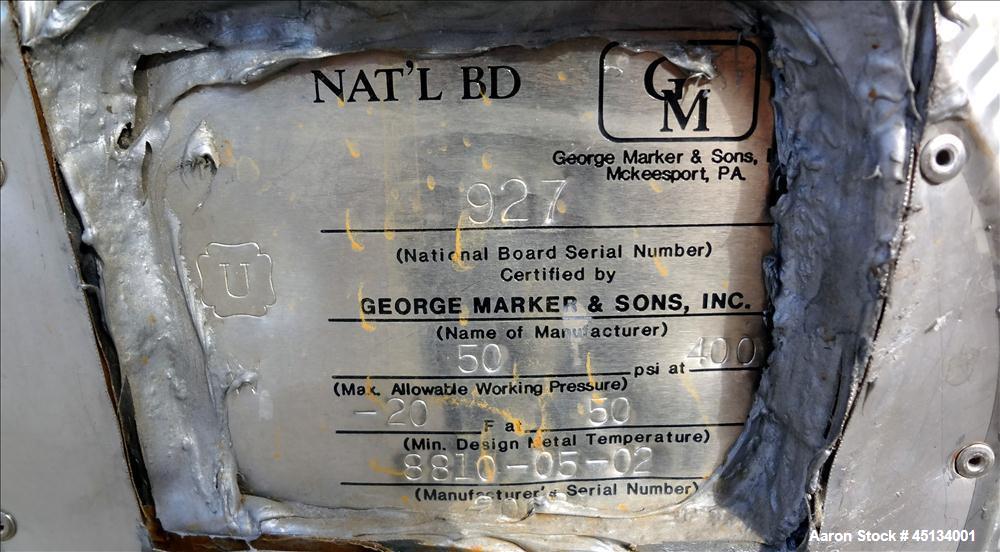 NAT'L BD
GM
George Marker & Sons,
Mckeesport, PA.
927
(National Board Serial Number)
Certified by
GEORGE MARKER & SONS, INC.
(Name of Manufacturer)
50 psi at 400
(Max. Allowable Working Pressure)
-20 F at 50
(Min. Design Metal Temperature)
8810-05-02
(Manufacturer's Serial Number)
U
Aaron Stock # 45134001